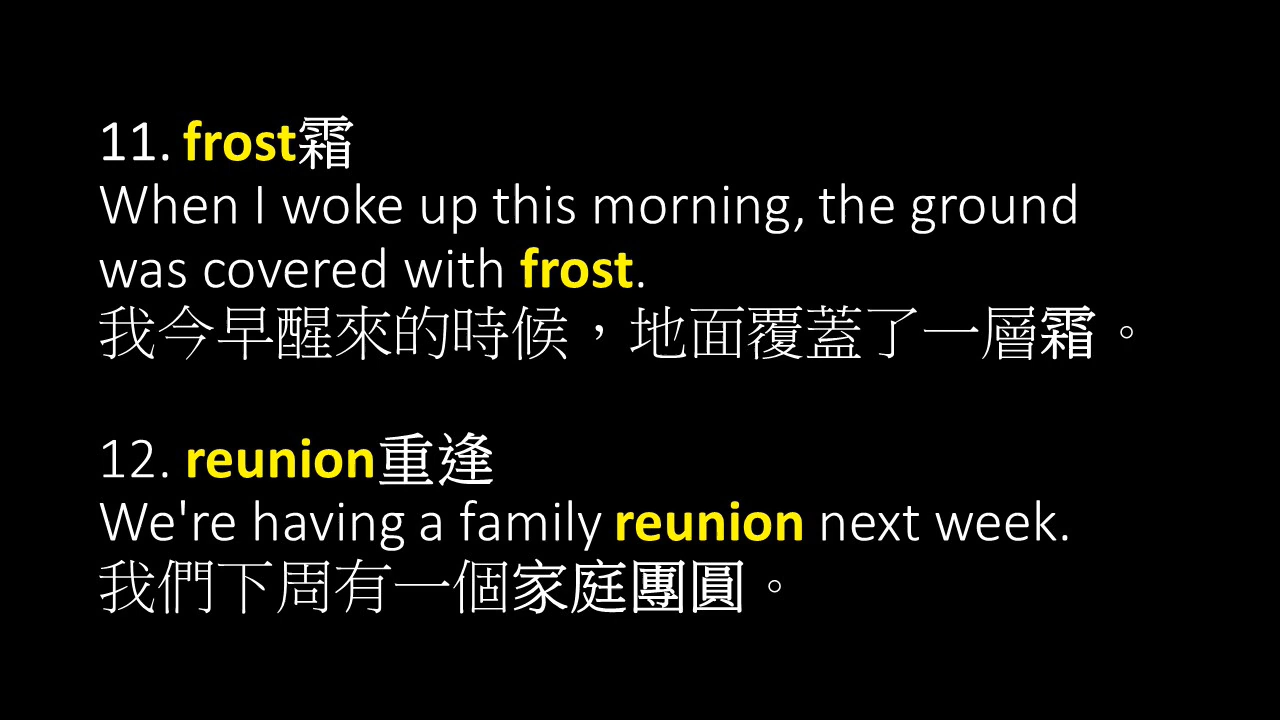 11. frost霜
When I woke up this morning, the ground
was covered with frost.
我今早醒來的時候，地面覆蓋了一層霜。
12. reunion重逢
We're having a family reunion next week.
我們下周有一個家庭團圓。